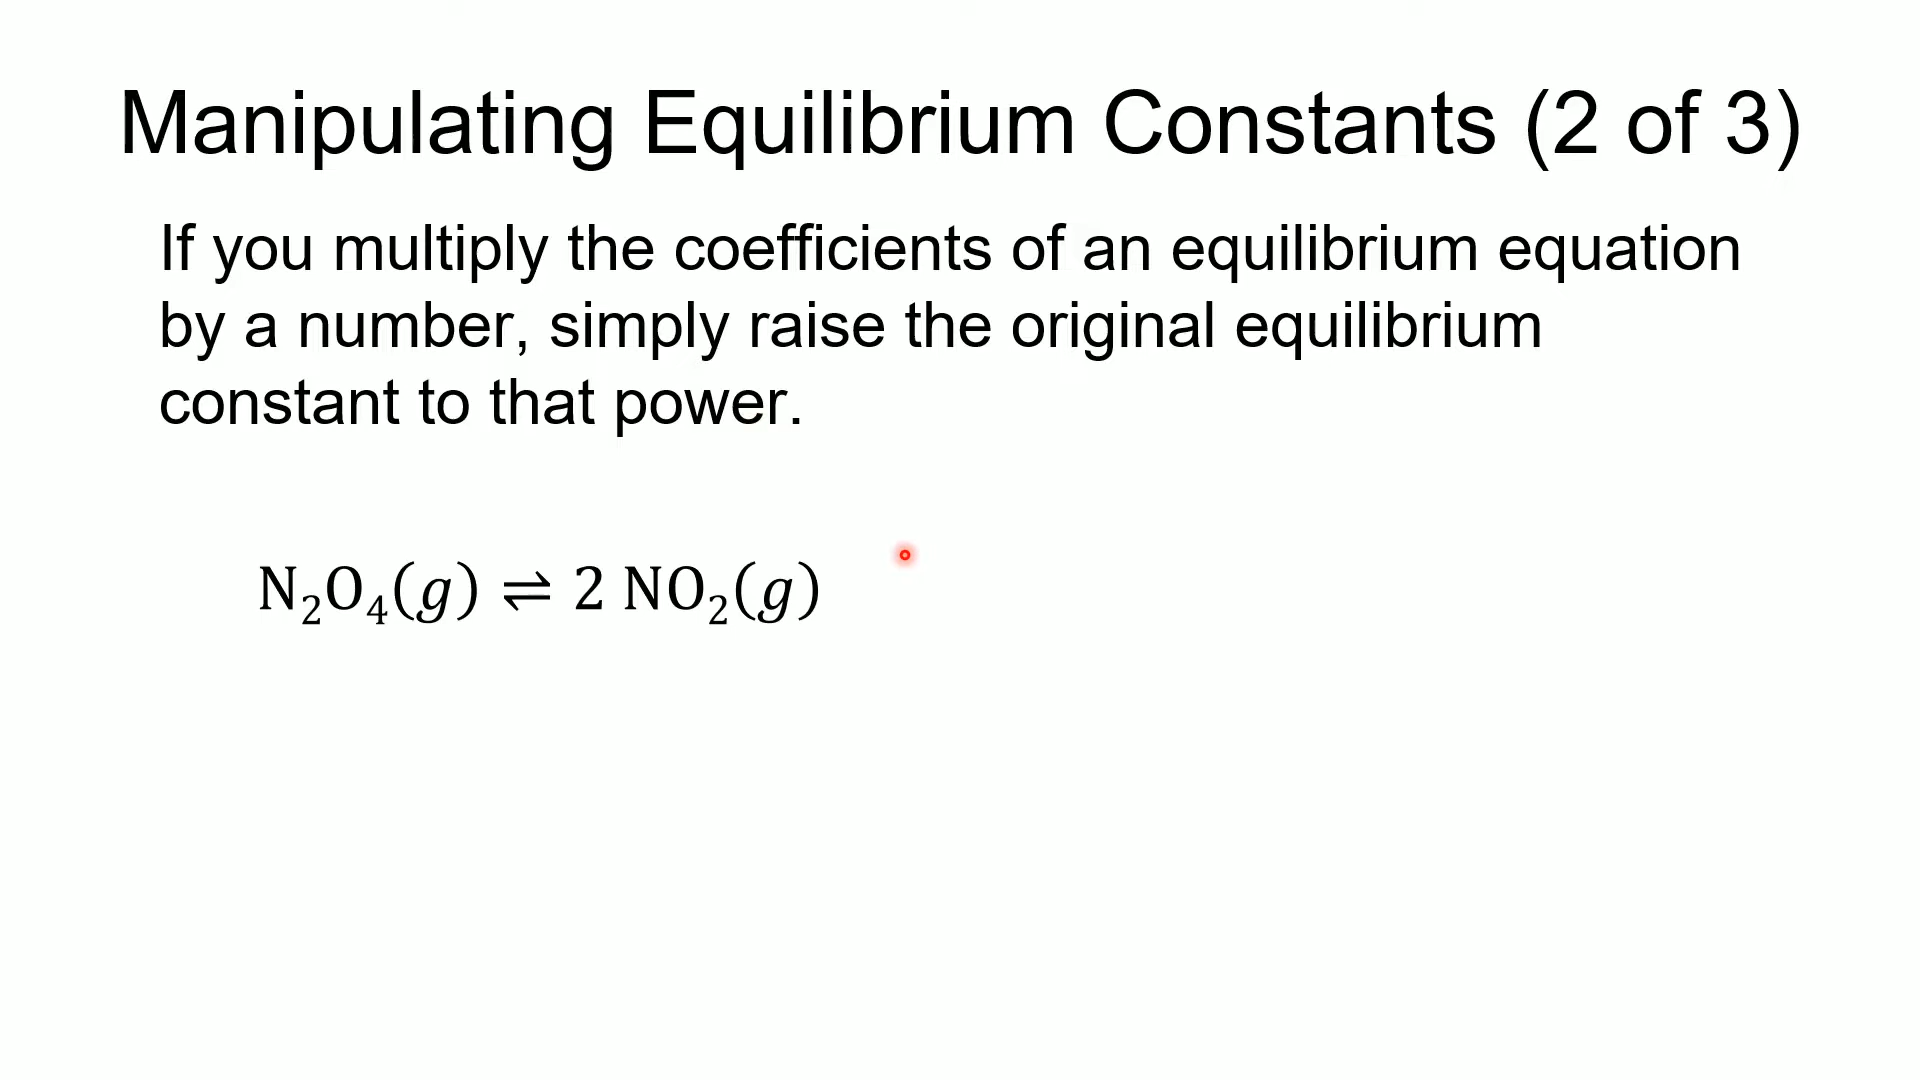 Manipulating Equilibrium Constants (2 of 3)
If you multiply the coefficients of an equilibrium equation
by a number, simply raise the original equilibrium
constant to that power.
N₂O₄(g) ⇌ 2 NO₂(g)